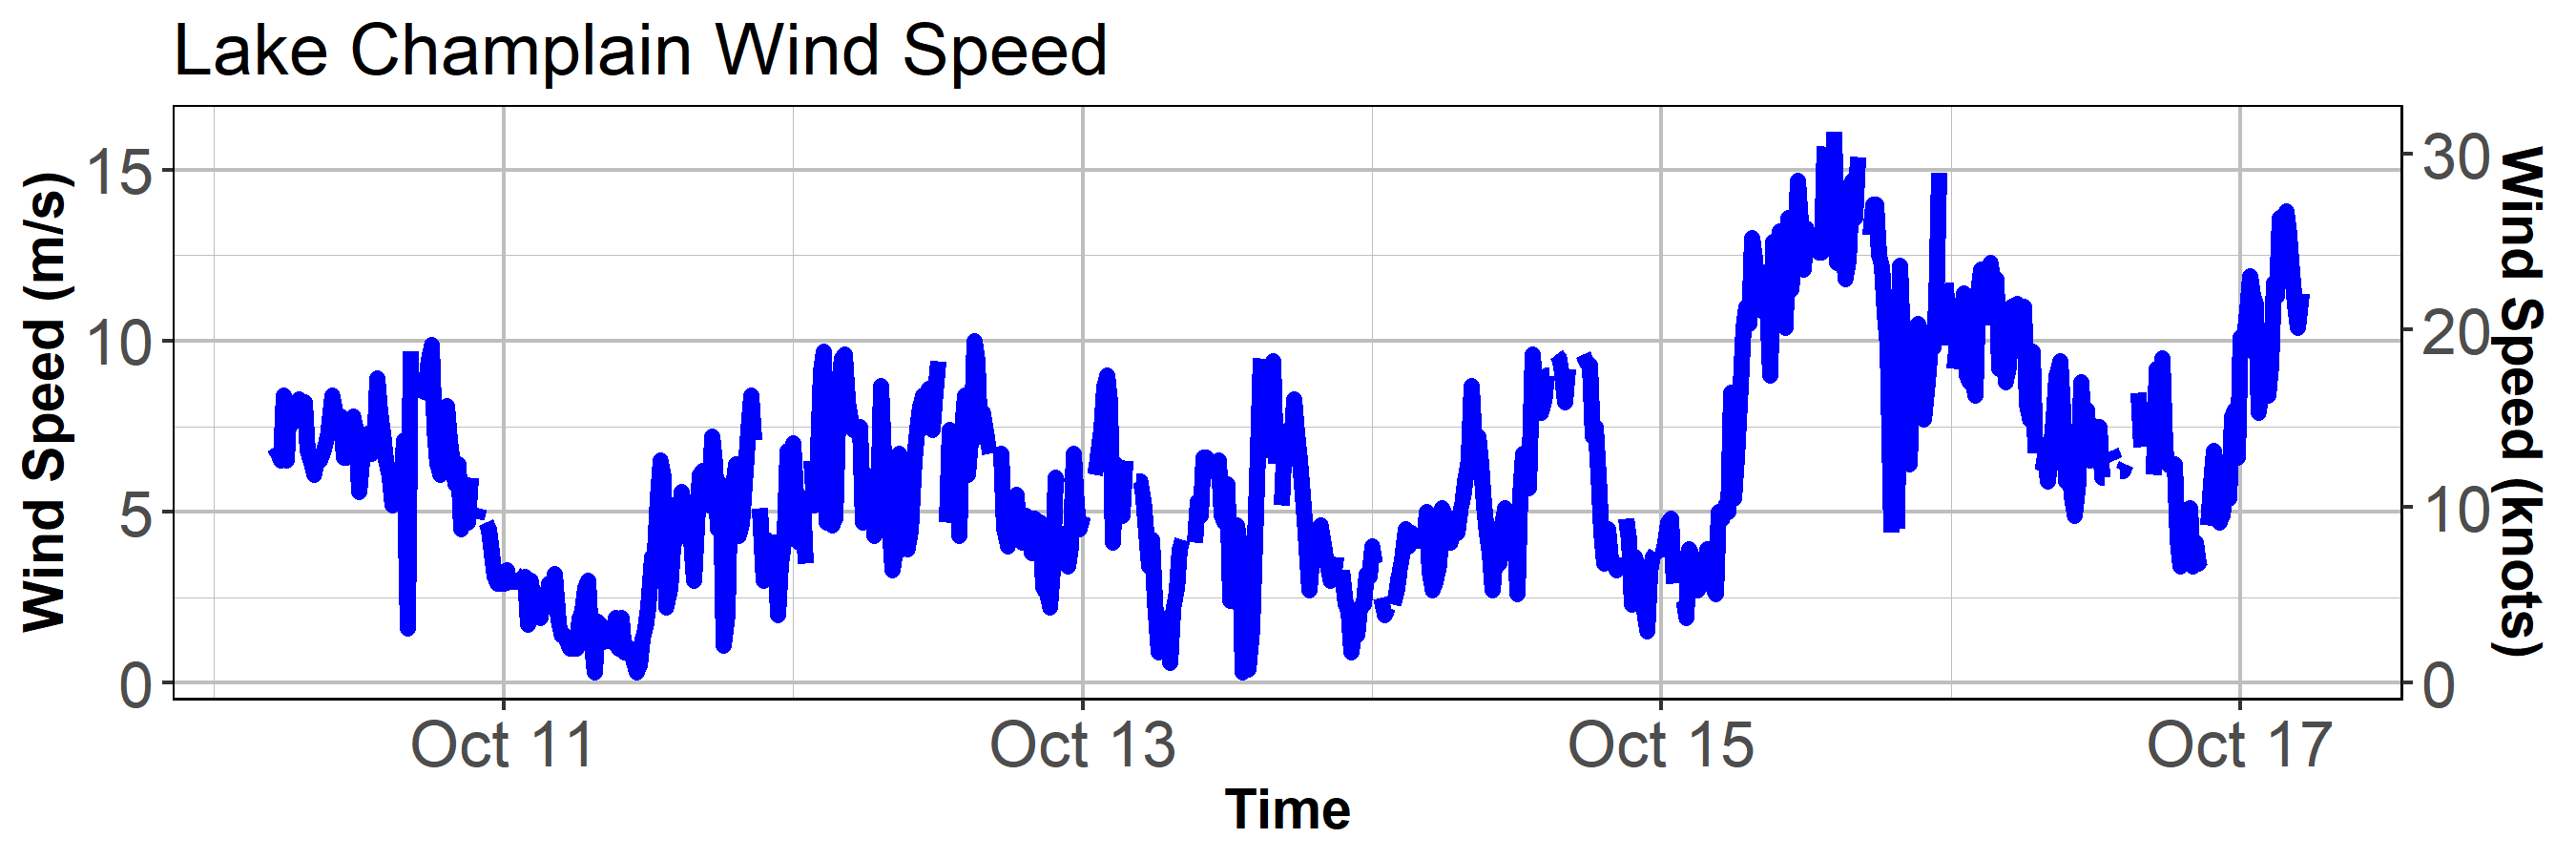 Lake Champlain Wind Speed
Wind Speed (m/s)
15
10
5
0
30
20
10
0
Wind Speed (knots)
Oct 11
Oct 13
Oct 15
Oct 17
Time